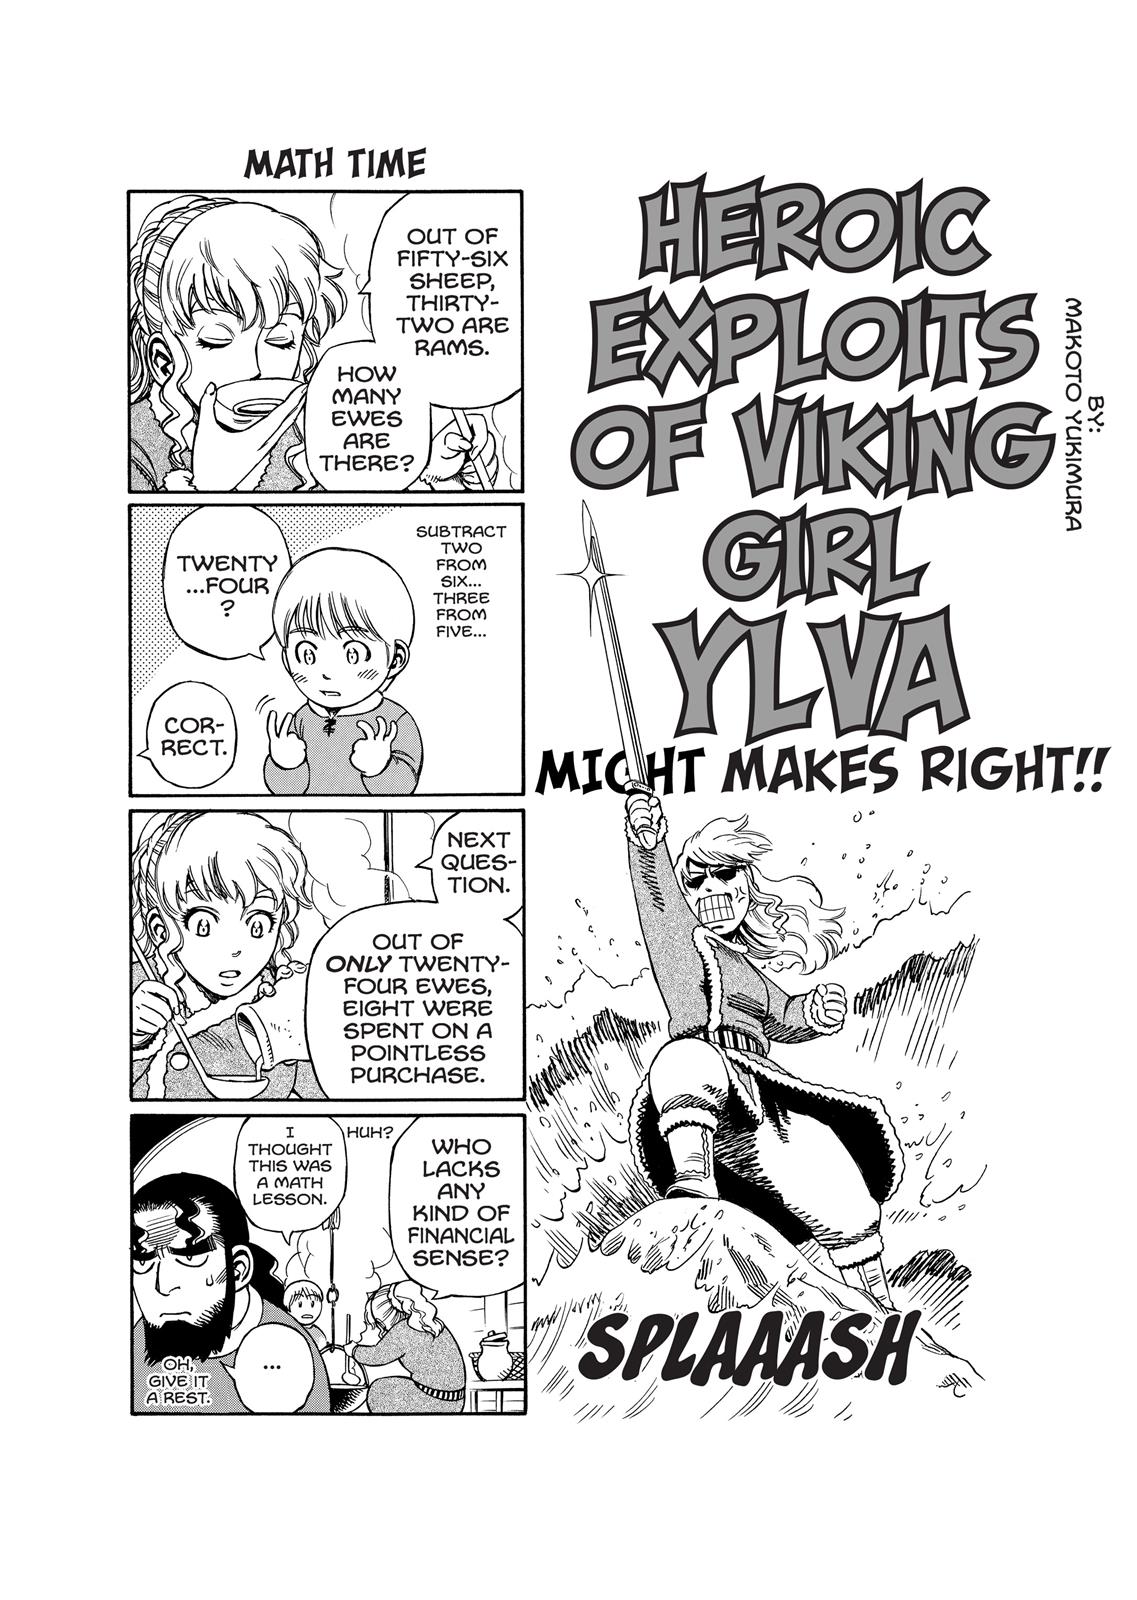 HEROIC
EXPLOITS
OF VIKING
GIRL
YLVA
MIGHT MAKES RIGHT!!
BY:
MAKOTO YUKIMURA
SPLAAASH
MATH TIME
OUT OF
FIFTY-SIX
SHEEP,
THIRTY-
TWO ARE
RAMS.
HOW
MANY
EWES
ARE
THERE?
SUBTRACT
TWO
FROM
SIX...
THREE
FROM
FIVE...
TWENTY
...FOUR
?
COR-
RECT.
NEXT
QUES-
TION.
OUT OF
ONLY TWENTY-
FOUR EWES,
EIGHT WERE
SPENT ON A
POINTLESS
PURCHASE.
WHO
LACKS
ANY
KIND OF
FINANCIAL
SENSE?
HUH?
I
THOUGHT
THIS WAS
A MATH
LESSON.
...
OH,
GIVE IT
A REST.